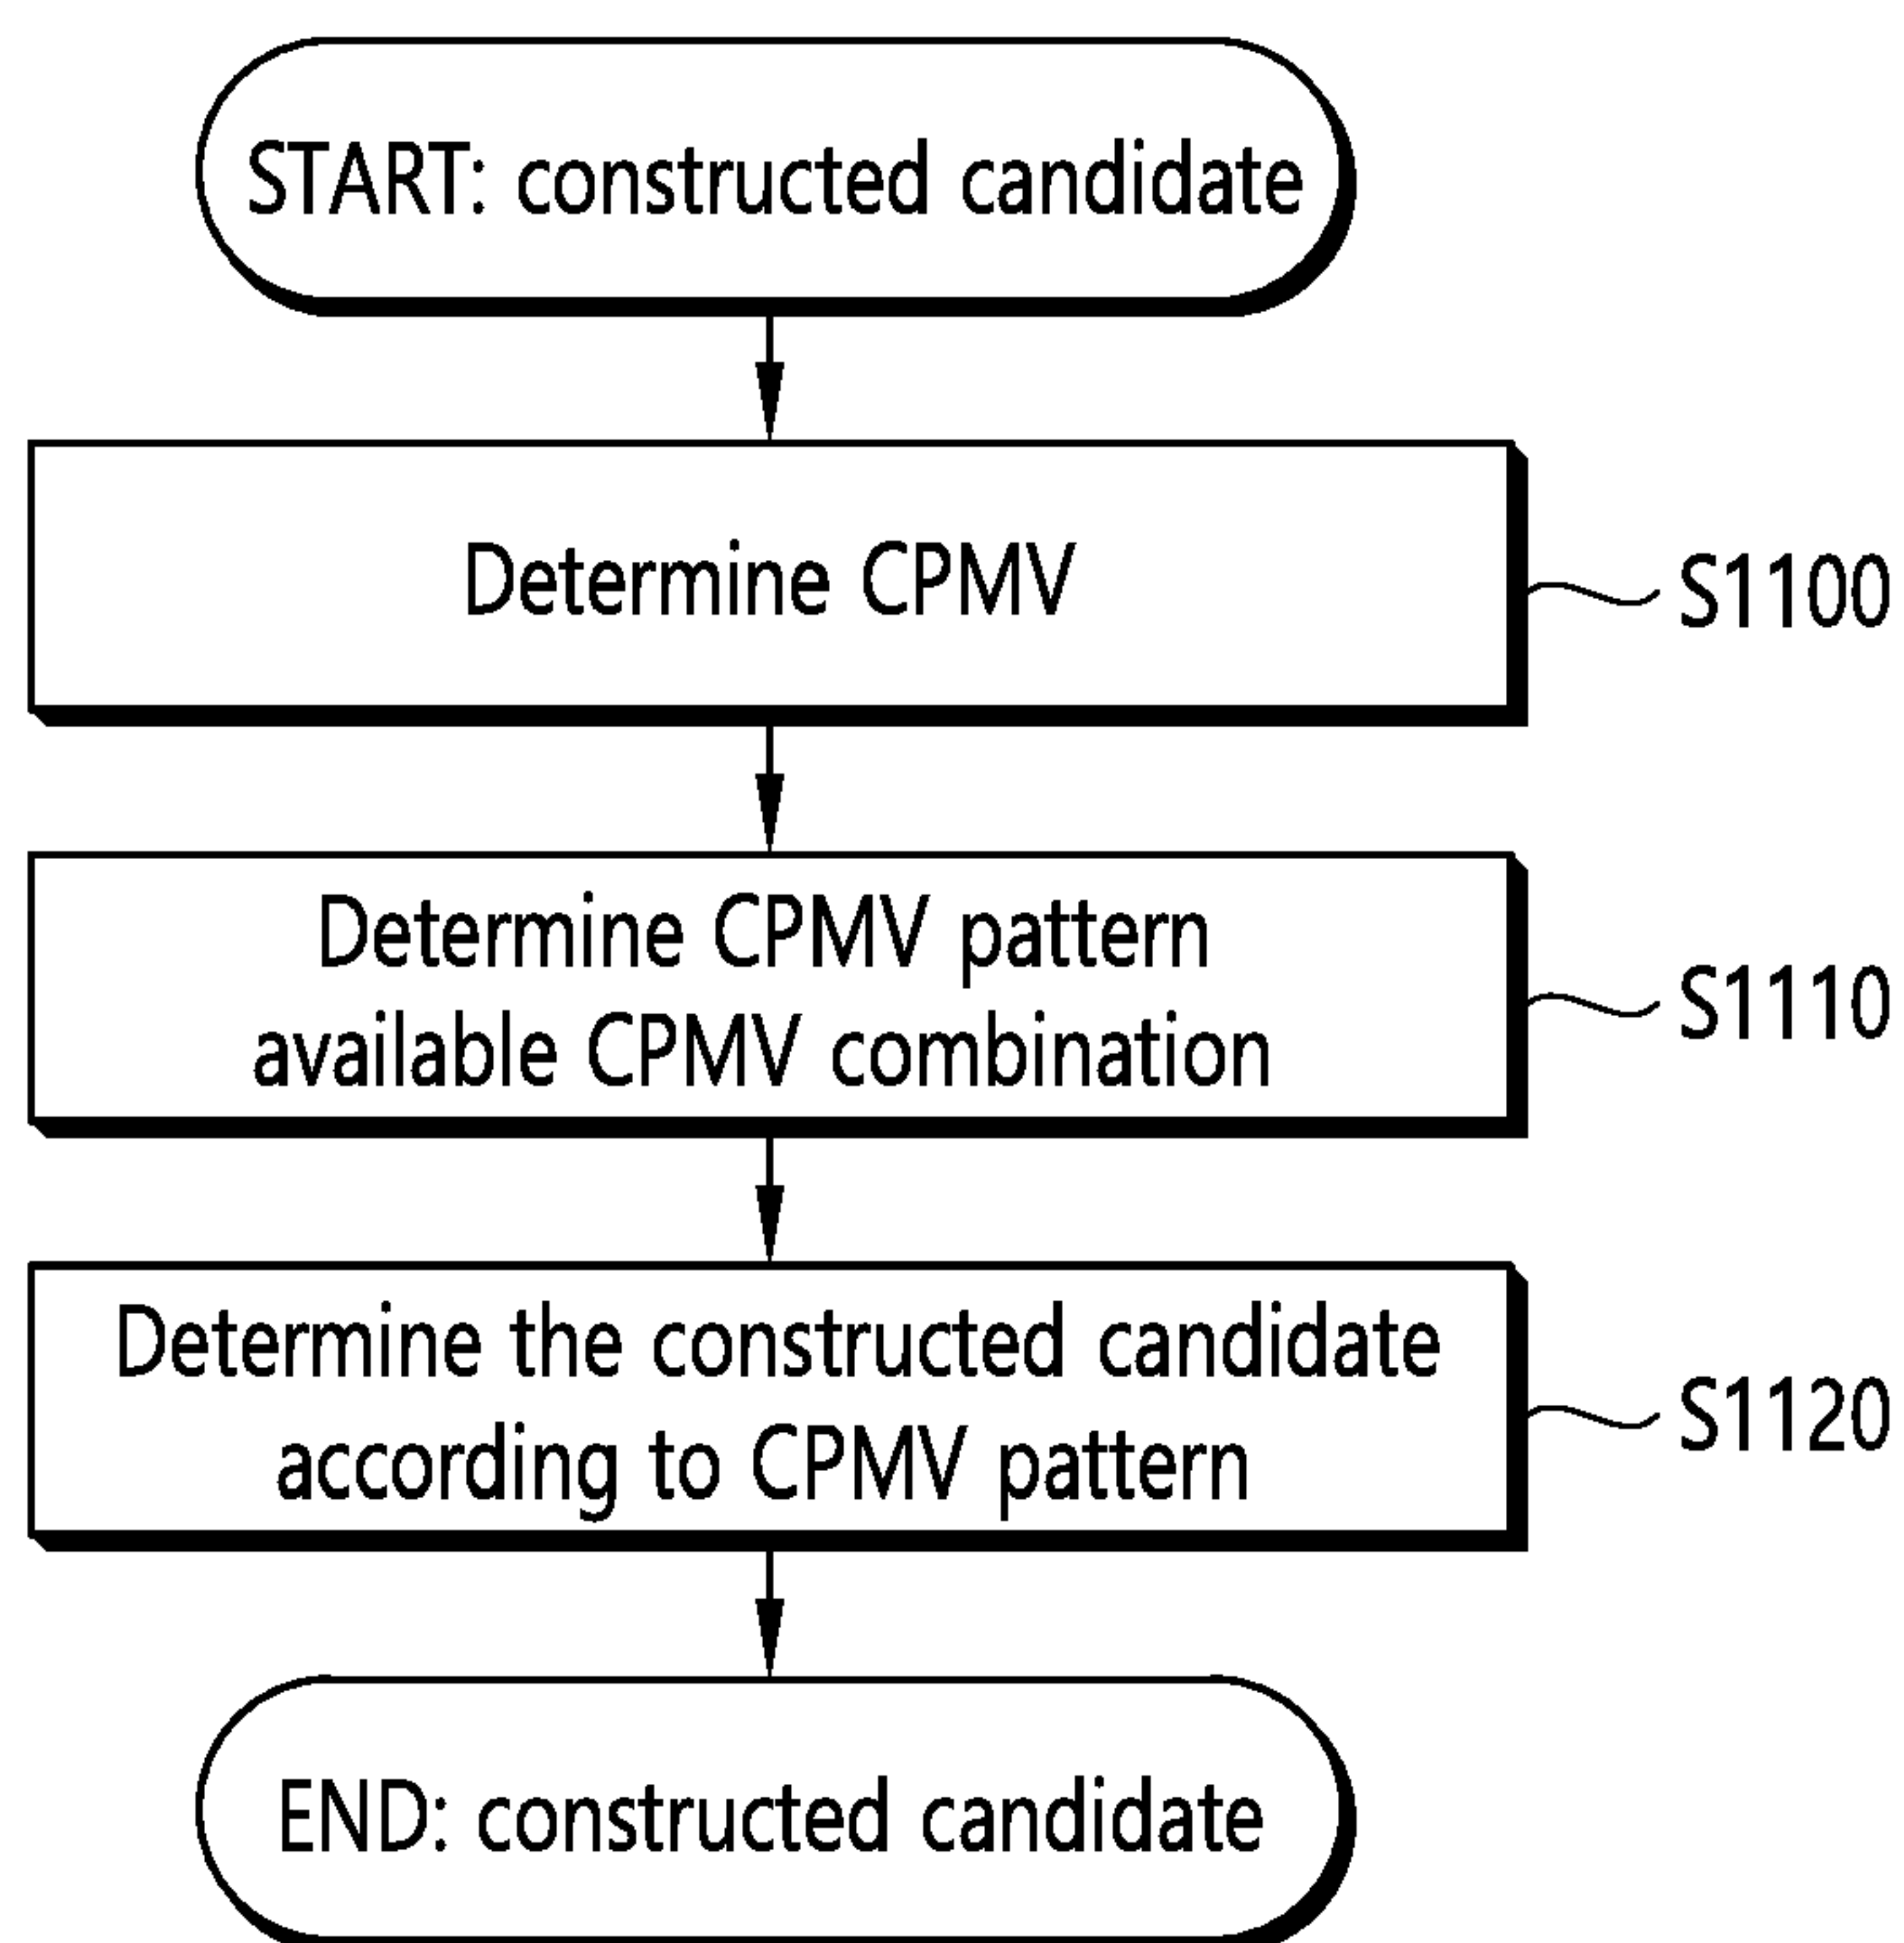 START: constructed candidate
Determine CPMV
S1100
Determine CPMV pattern
available CPMV combination
S1110
Determine the constructed candidate
according to CPMV pattern
S1120
END: constructed candidate